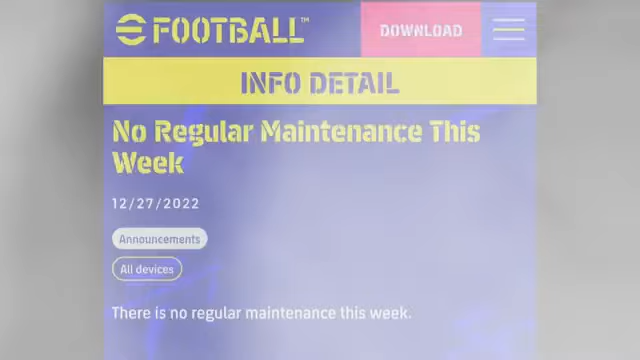 eFOOTBALL™
DOWNLOAD
INFO DETAIL
No Regular Maintenance This
Week
12/27/2022
Announcements
All devices
There is no regular maintenance this week.